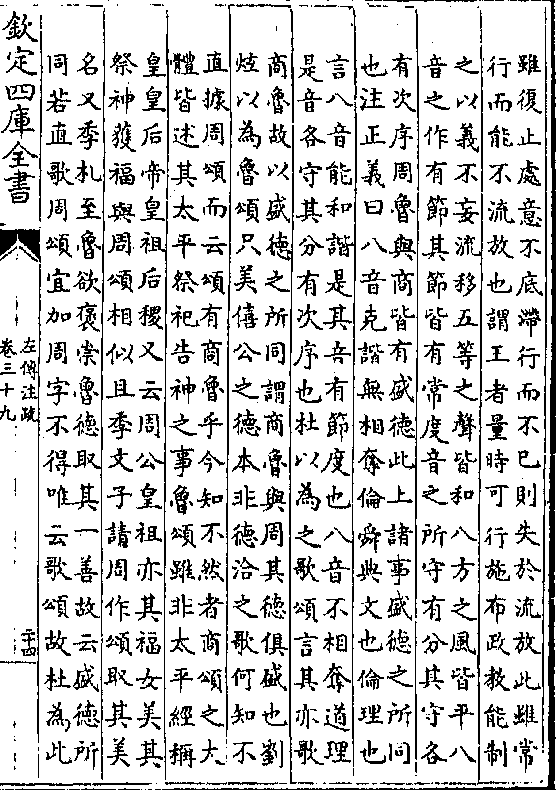 雖復止處意不底滯行而不已則失於流放此雖常
行而能不流放也謂王者量時可行施布政教能制
之以義不妄流移五等之聲皆和八方之風皆平八
音之作有節其節皆有常度音之所守有分其守各
有次序周魯與商皆有盛德此上諸事盛德之所同
也注正義曰八音克諧無相奪倫舜典文也倫理也
言八音能和諧是其音有節度也八音不相奪道理
是音各守其分有次序也杜以為之歌頌言其亦歌
商魯故以盛德之所同謂商魯與周其德俱盛也劉
炫以為魯頌只美僖公之德本非德洽之歌何知不
直據周頌而云頌有商魯乎今知不然者商頌之大
體皆述其太平祭祀告神之事魯頌雖非太平經稱
皇皇后帝皇祖后稷又云周公皇祖亦其福女美其
祭神獲福與周頌相似且季文子請周作頌取其美
名又季札至魯欲褒崇魯德取其一善故云盛德所
同若直歌周頌宜加周字不得唯云歌頌故杜為此
欽定四庫全書
左傳注疏
卷三十九
二十四